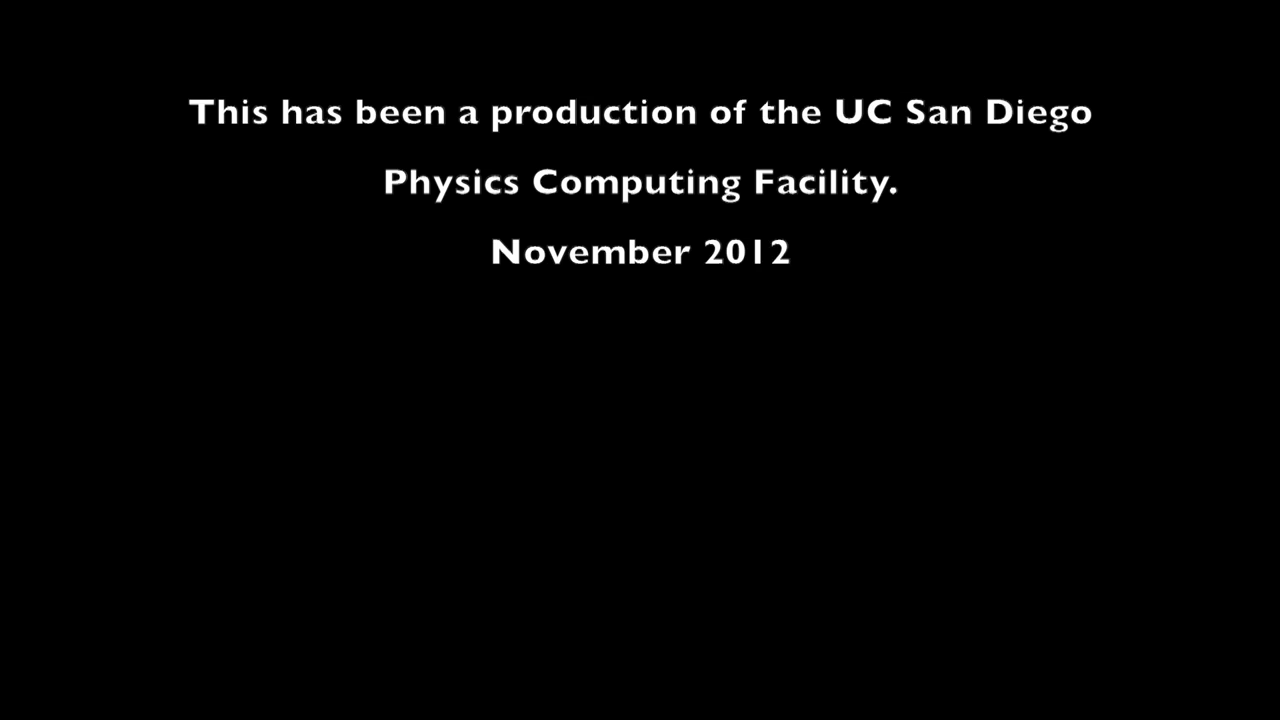 This has been a production of the UC San Diego
Physics Computing Facility.
November 2012